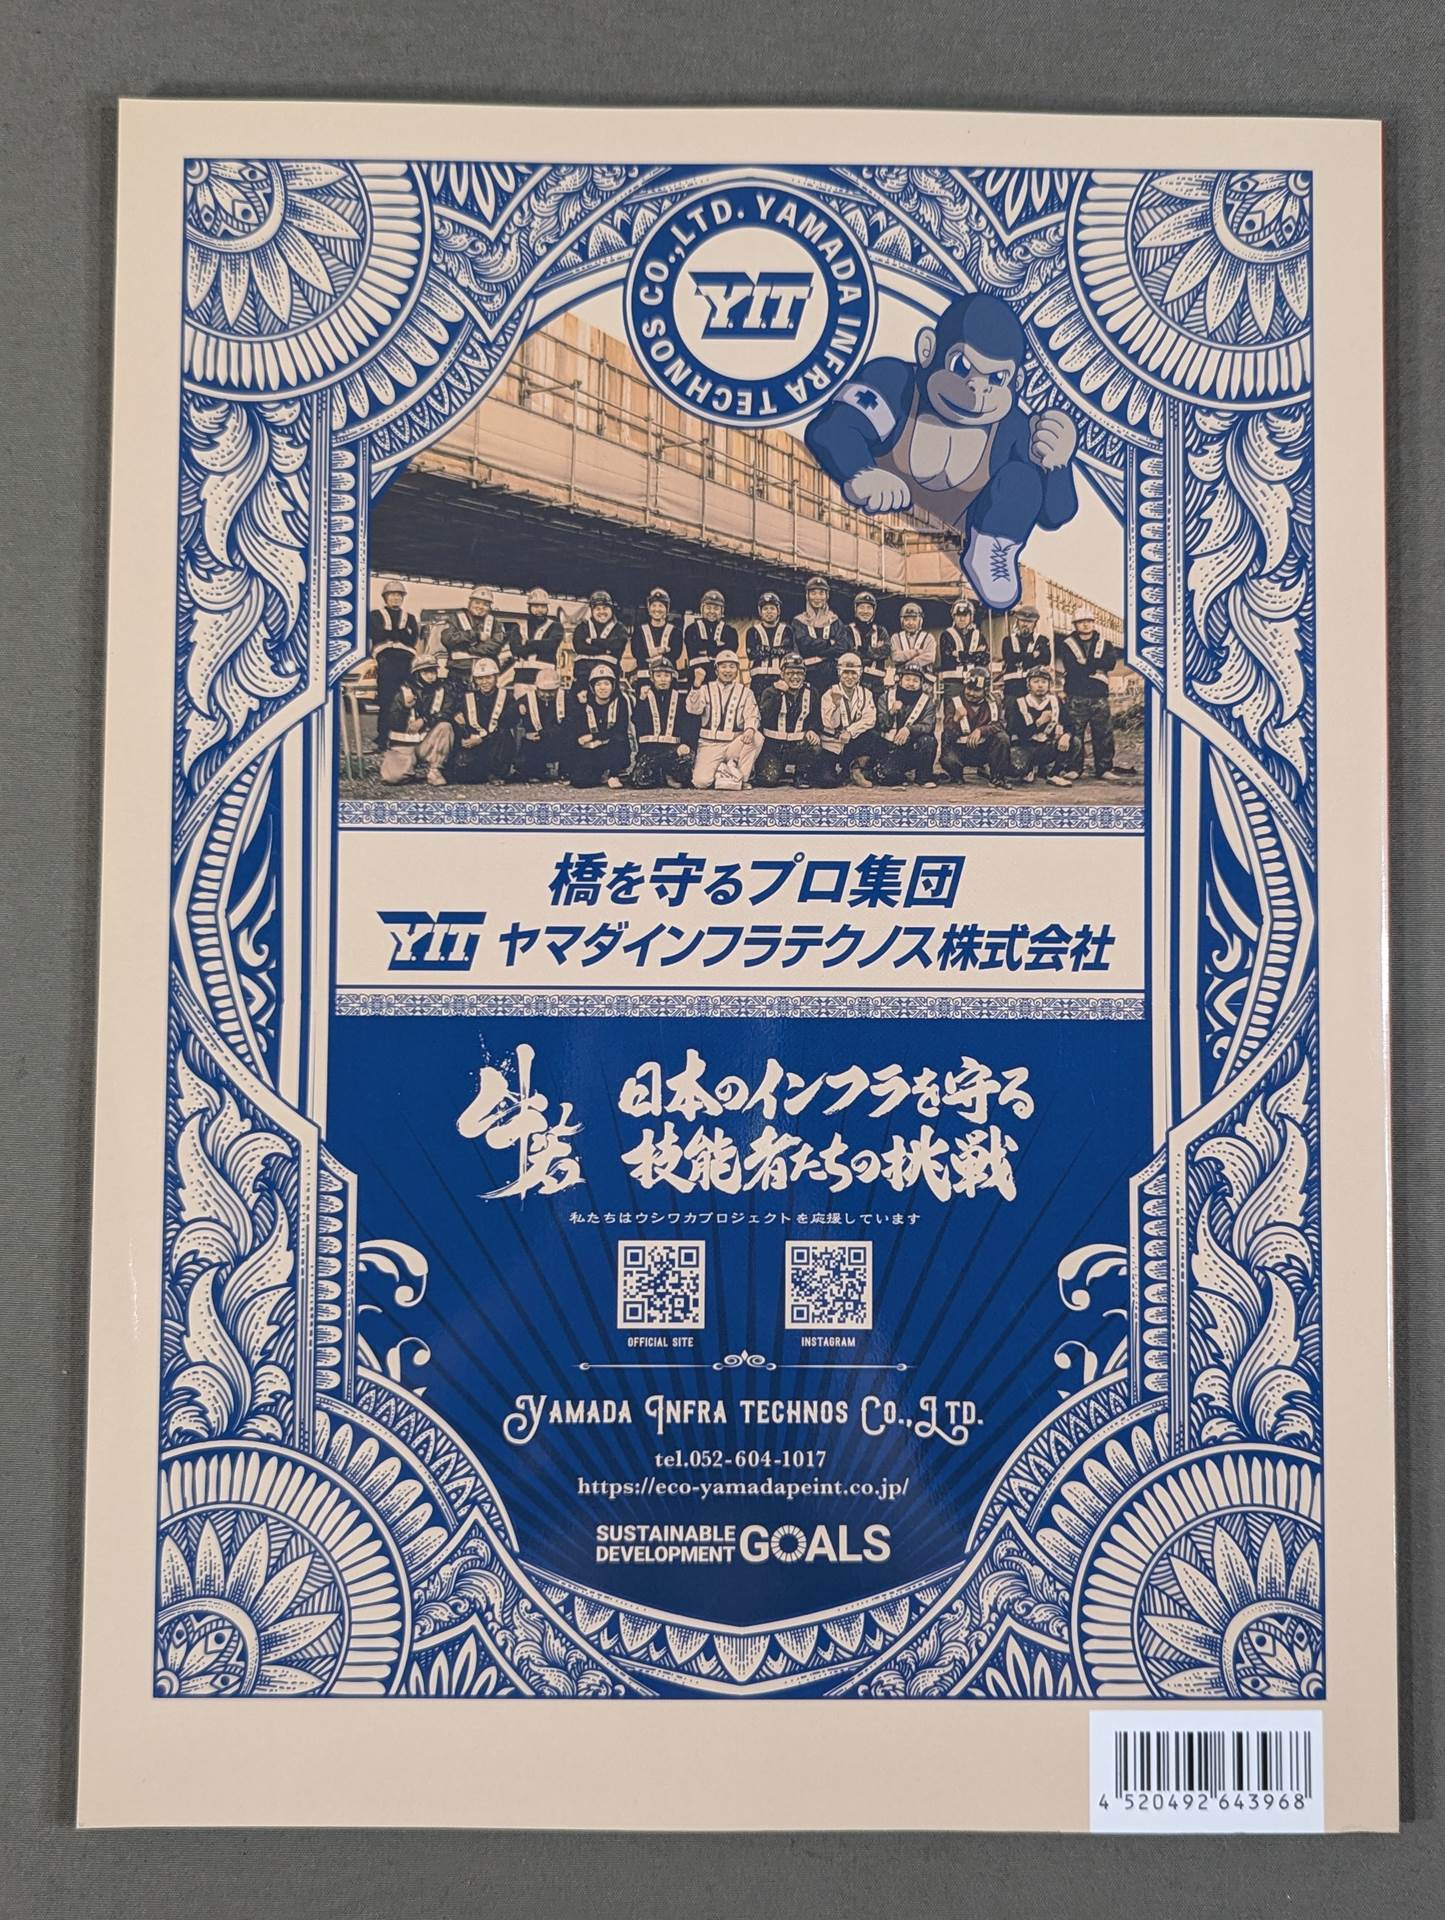 YAMADA INFRA TECHNOS CO.,LTD.
Y.I.T.
橋を守るプロ集団
Y.I.T. ヤマダインフラテクノス株式会社
牛若 日本のインフラを守る
技能者たちの挑戦
私たちはウシワカプロジェクトを応援しています
OFFICIAL SITE INSTAGRAM
YAMADA INFRA TECHNOS CO.,LTD.
tel.052-604-1017
https://eco-yamadapeint.co.jp/
SUSTAINABLE DEVELOPMENT GOALS
4 520492 643968